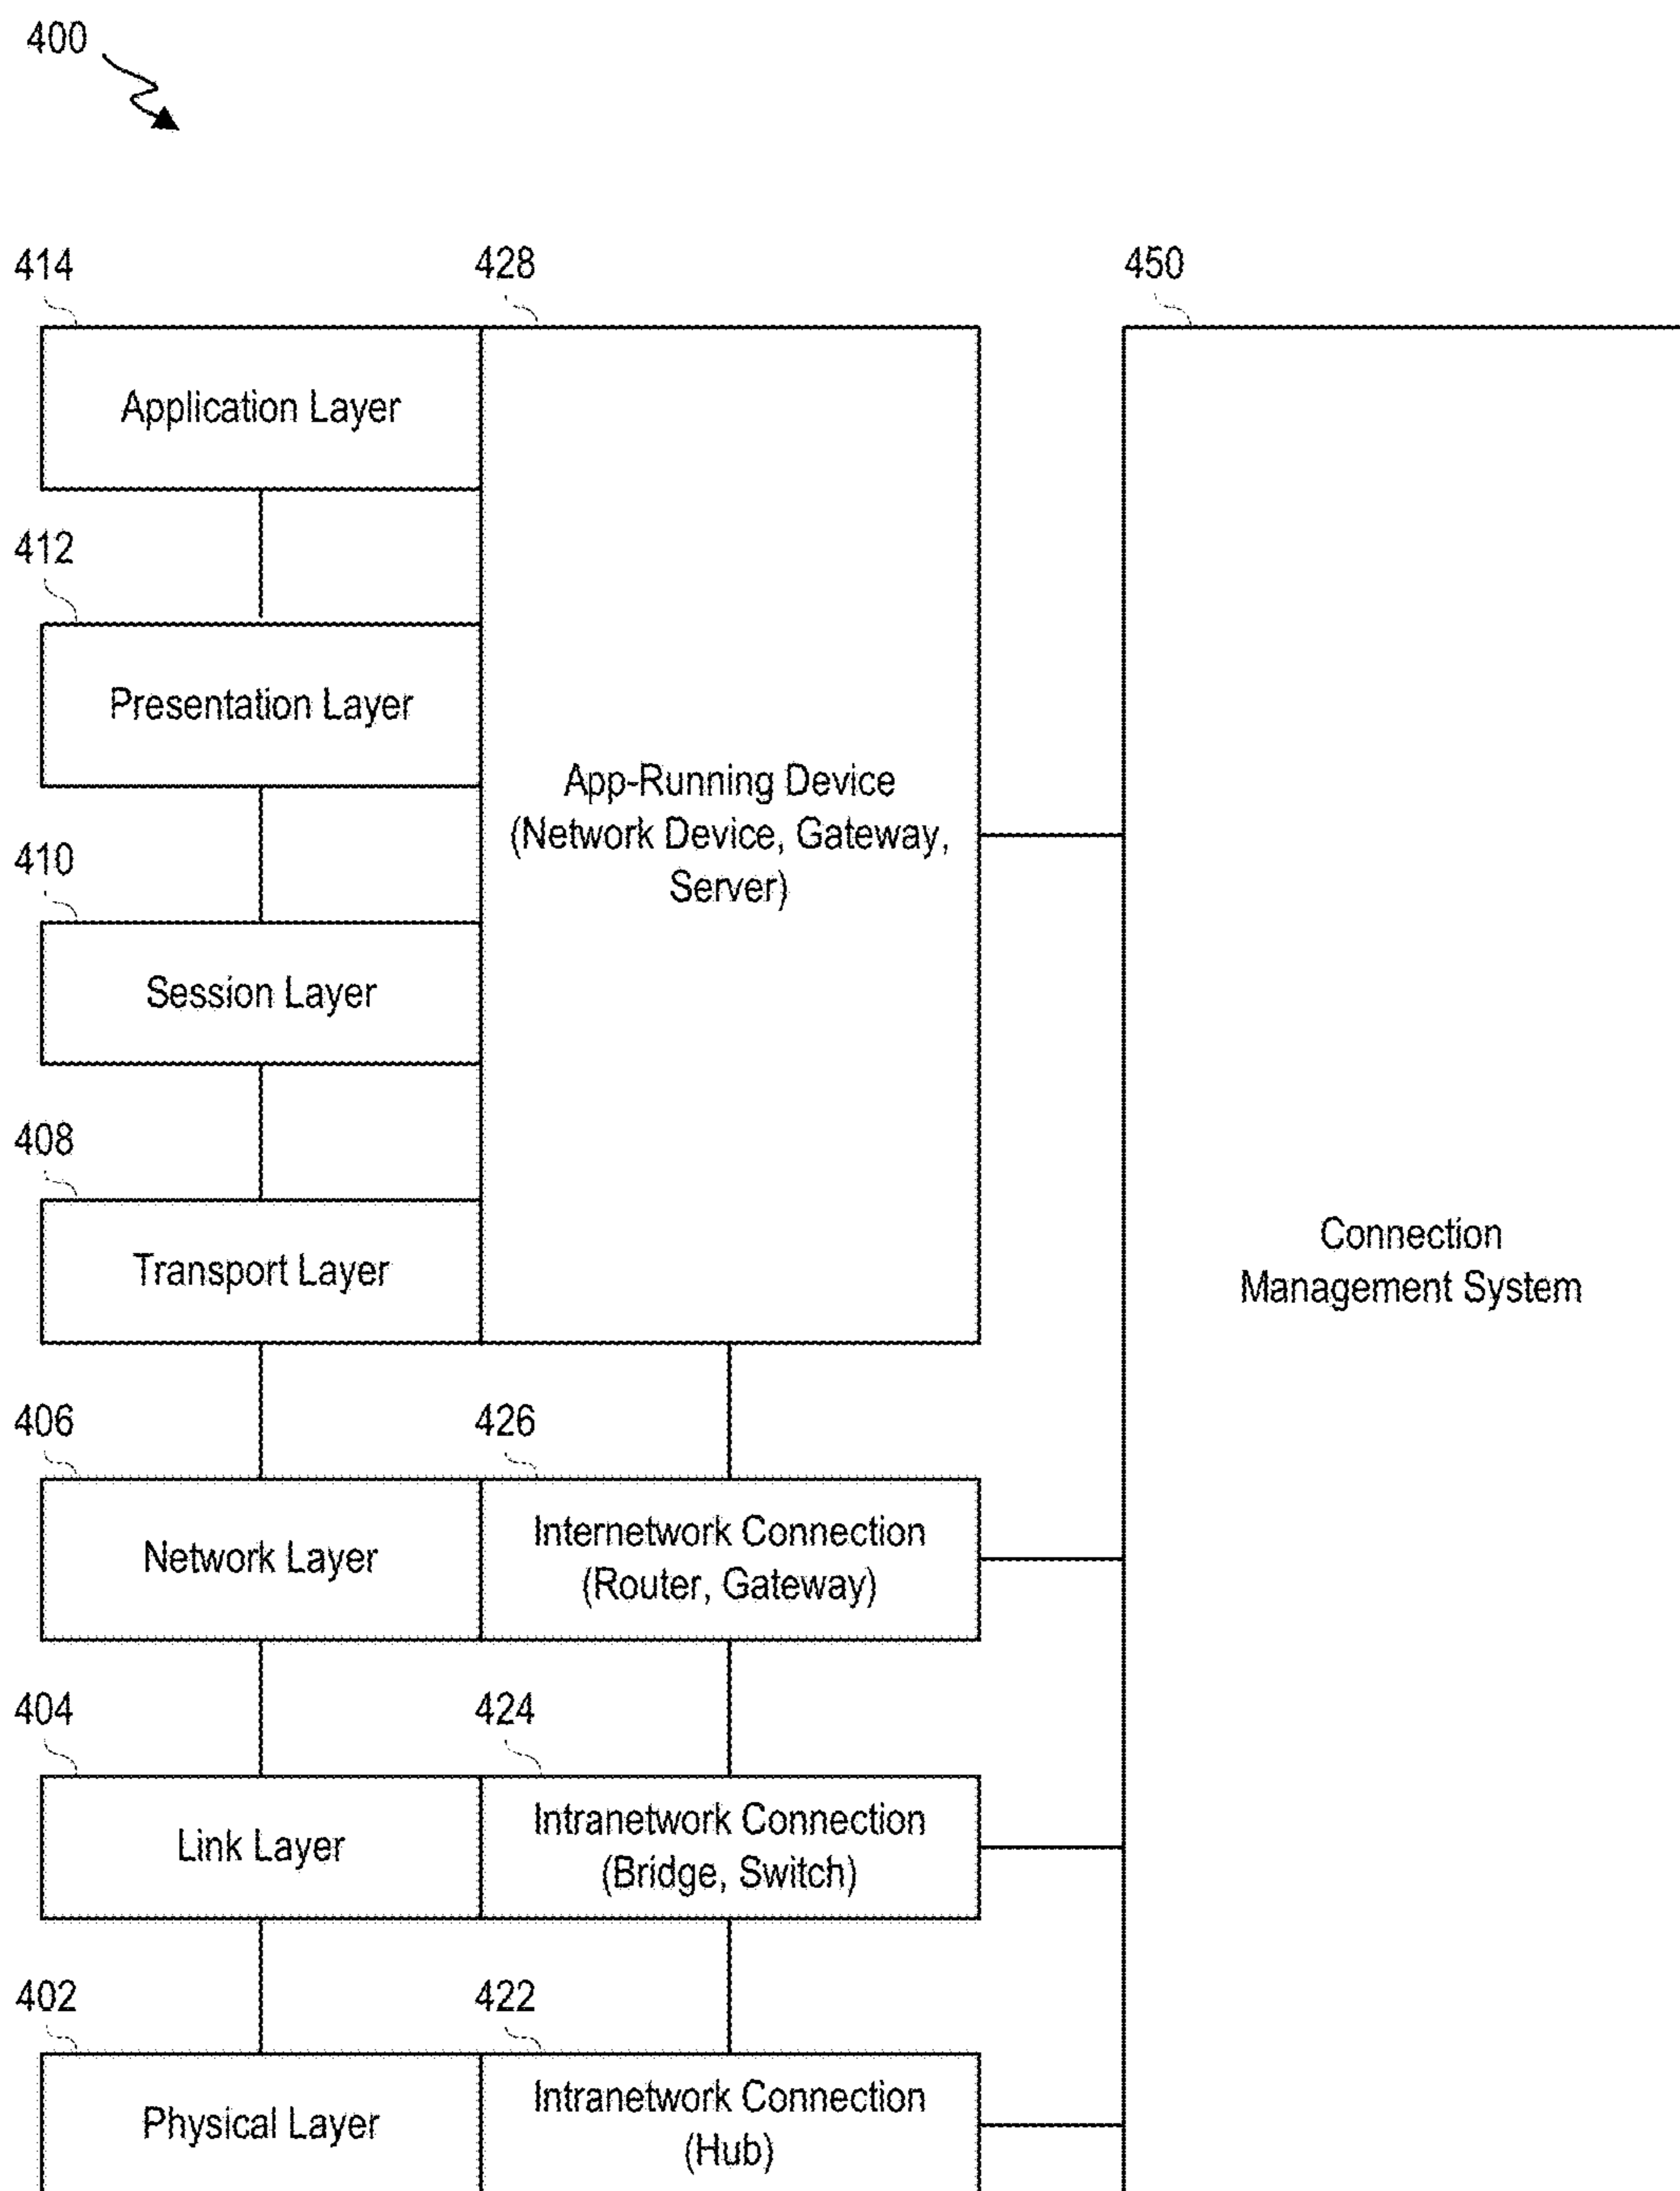 400
414
428
450
Application Layer
412
Presentation Layer
App-Running Device
(Network Device, Gateway,
Server)
410
Session Layer
408
Transport Layer
Connection
Management System
406
426
Network Layer
Internetwork Connection
(Router, Gateway)
404
424
Link Layer
Intranetwork Connection
(Bridge, Switch)
402
422
Physical Layer
Intranetwork Connection
(Hub)